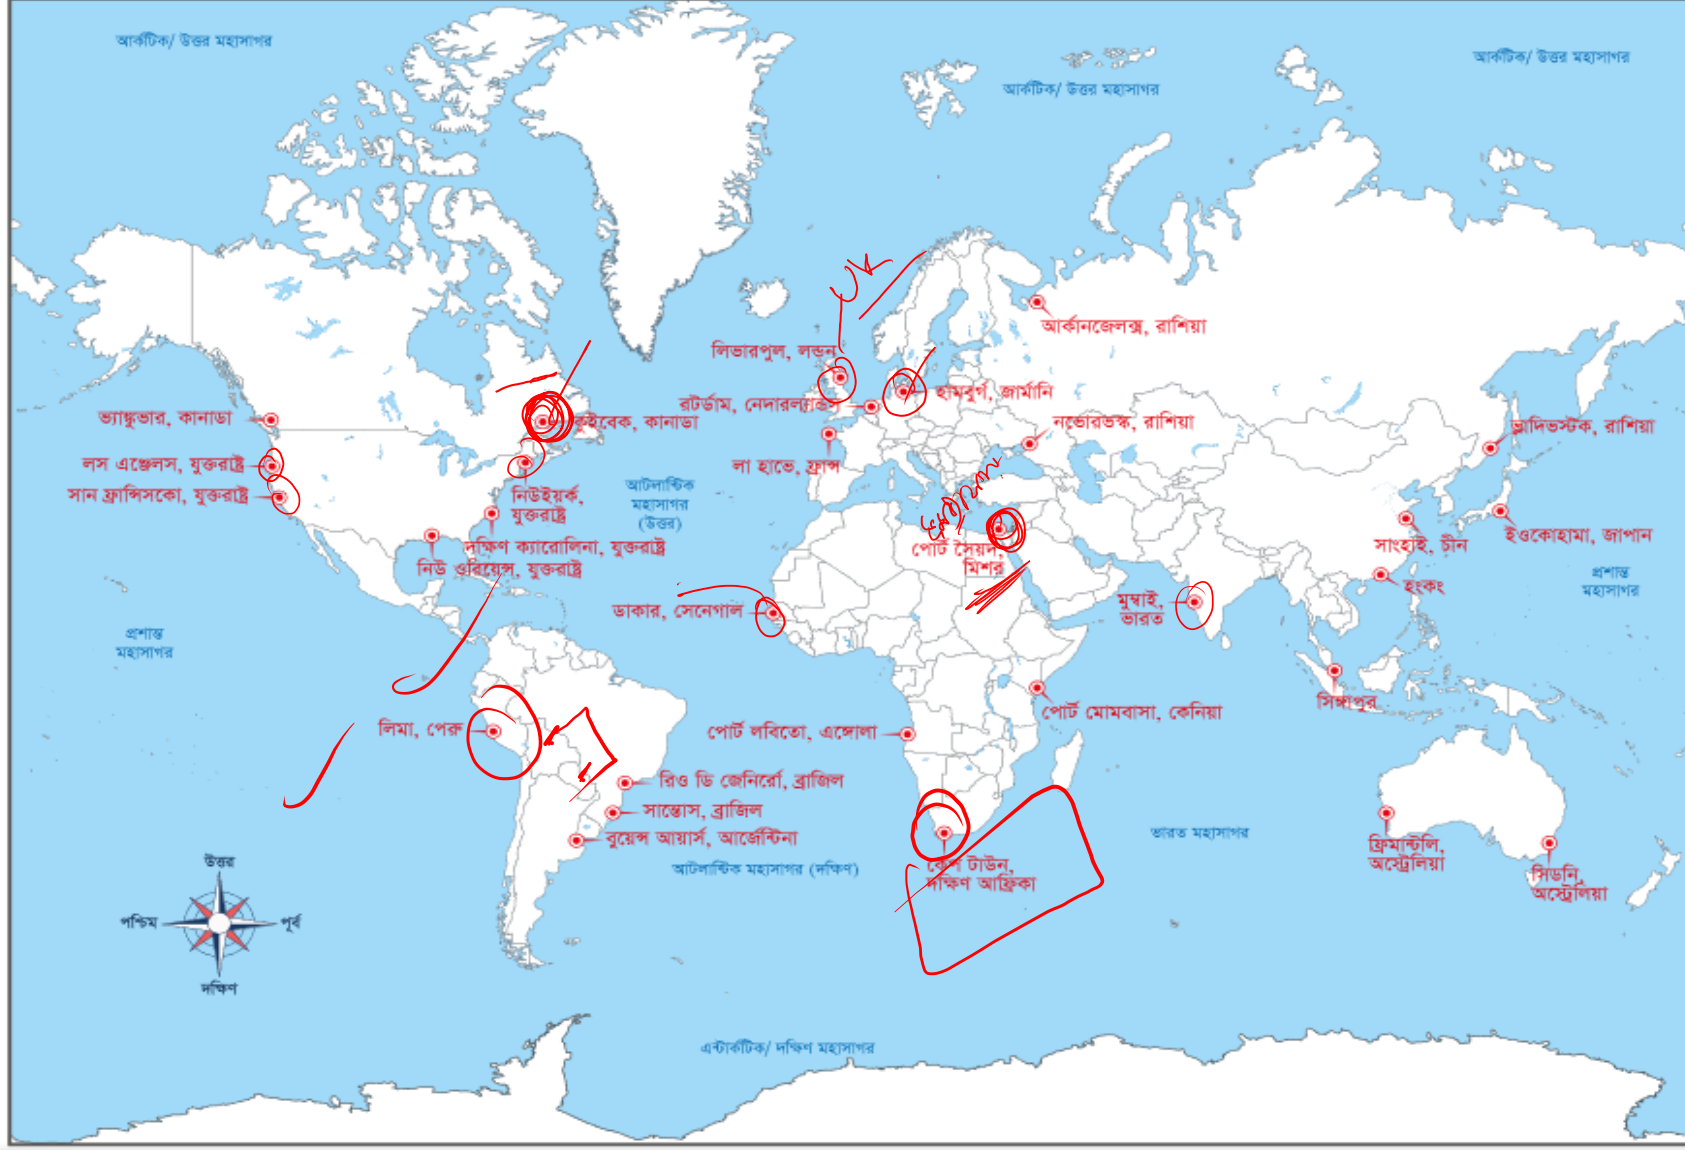 আর্কটিক/ উত্তর মহাসাগর
আর্কটিক/ উত্তর মহাসাগর
আর্কটিক/ উত্তর মহাসাগর
UK
আর্কানজেলক্স, রাশিয়া
লিভারপুল, লন্ডন
হামবুর্গ, জার্মানি
রটর্ডাম, নেদারল্যান্ডস
ভ্যাঙ্কুভার, কানাডা
কুইবেক, কানাডা
নভোরভস্ক, রাশিয়া
ভ্লাদিভস্টক, রাশিয়া
লস এঞ্জেলস, যুক্তরাষ্ট্র
লা হাভে, ফ্রান্স
সান ফ্রান্সিসকো, যুক্তরাষ্ট্র
নিউইয়র্ক,
যুক্তরাষ্ট্র
আটলান্টিক
মহাসাগর
(উত্তর)
দক্ষিণ ক্যারোলিনা, যুক্তরাষ্ট্র
নিউ ওরিয়েন্স, যুক্তরাষ্ট্র
পোর্ট সৈয়দ,
মিশর
সাংহাই, চীন
ইওকোহামা, জাপান
হংকং
প্রশান্ত
মহাসাগর
ডাকার, সেনেগাল
মুম্বাই,
ভারত
প্রশান্ত
মহাসাগর
সিঙ্গাপুর
লিমা, পেরু
পোর্ট লবিতো, এঙ্গোলা
পোর্ট মোমবাসা, কেনিয়া
রিও ডি জেনির্রো, ব্রাজিল
সান্তোস, ব্রাজিল
বুয়েন্স আয়ার্স, আর্জেন্টিনা
ভারত মহাসাগর
ফ্রিমান্টলি,
অস্ট্রেলিয়া
সিডনি,
অস্ট্রেলিয়া
আটলান্টিক মহাসাগর (দক্ষিণ)
কেপ টাউন,
দক্ষিণ আফ্রিকা
উত্তর
পশ্চিম
পূর্ব
দক্ষিণ
এন্টার্কটিক/ দক্ষিণ মহাসাগর